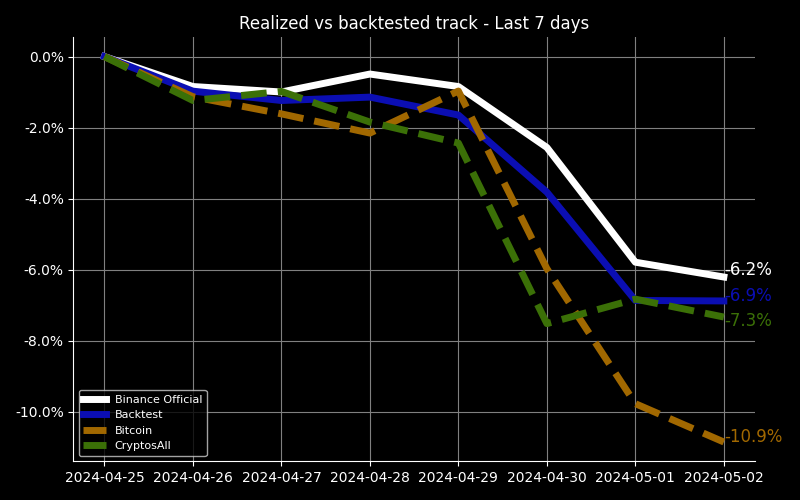 Realized vs backtested track - Last 7 days
0.0%
-2.0%
-4.0%
-6.0%
-8.0%
-10.0%
-6.2%
-6.9%
-7.3%
-10.9%
Binance Official
Backtest
Bitcoin
CryptosAll
2024-04-25 2024-04-26 2024-04-27 2024-04-28 2024-04-29 2024-04-30 2024-05-01 2024-05-02